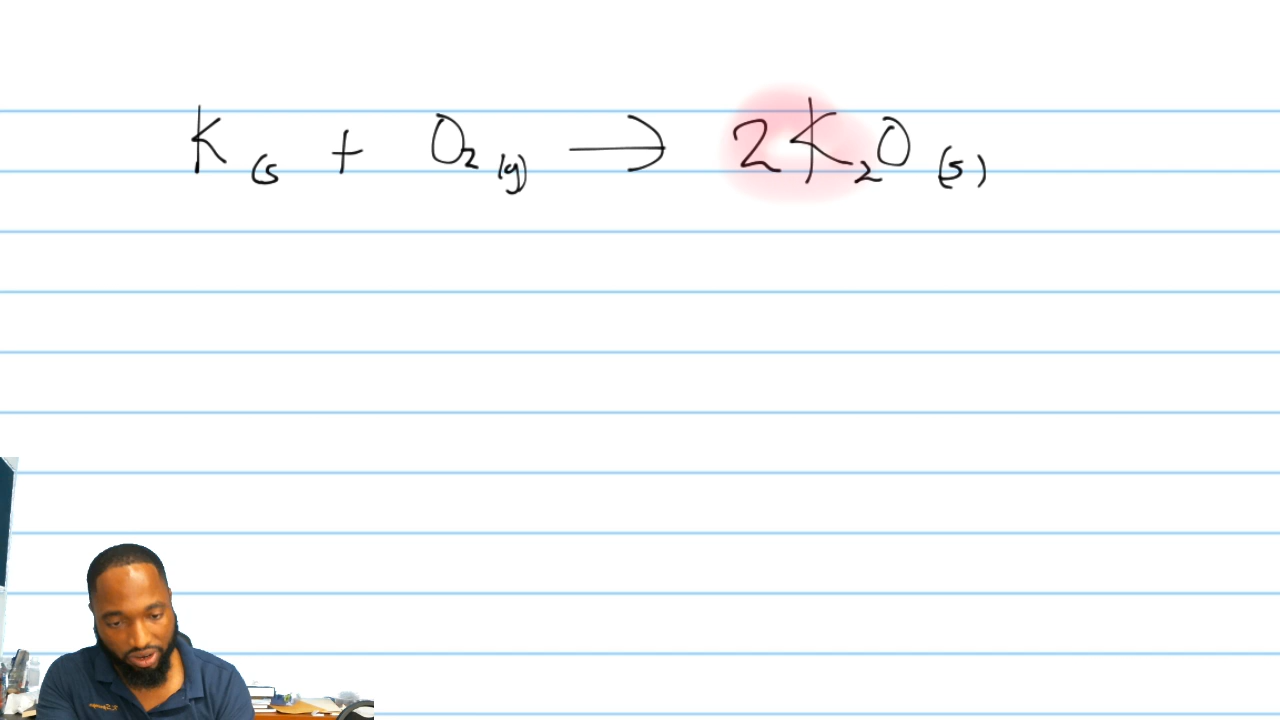 K (s + O₂ (g) → 2K₂O (s)